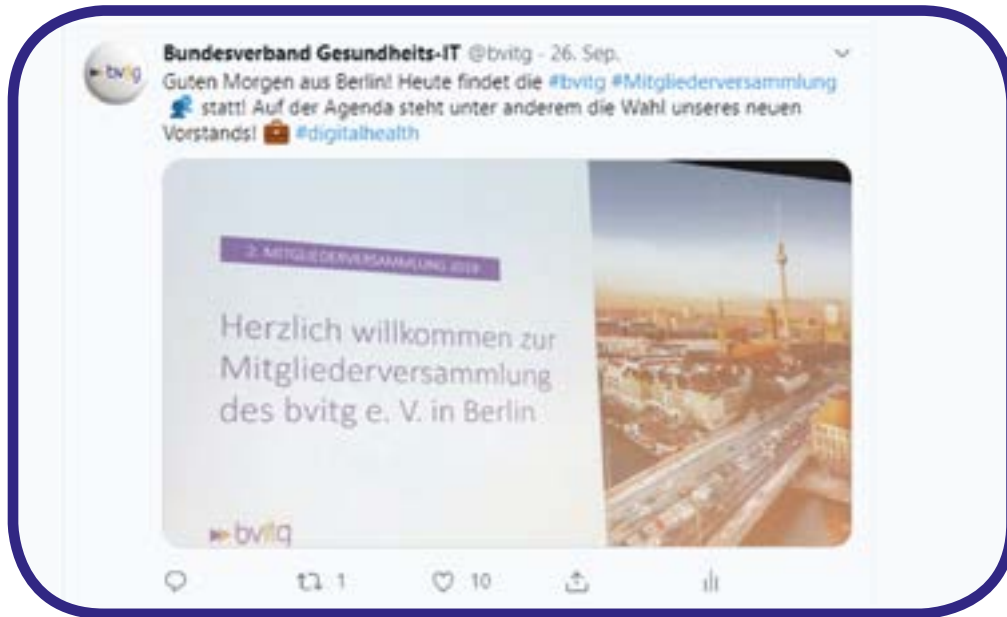 Bundesverband Gesundheits-IT @bvitg - 26. Sep.
Guten Morgen aus Berlin! Heute findet die #bvitg #Mitgliederversammlung
statt! Auf der Agenda steht unter anderem die Wahl unseres neuen
Vorstands! #digitalhealth
2. MITGLIEDERVERSAMMLUNG 2019
Herzlich willkommen zur
Mitgliederversammlung
des bvitg e. V. in Berlin
bvitg
1 10